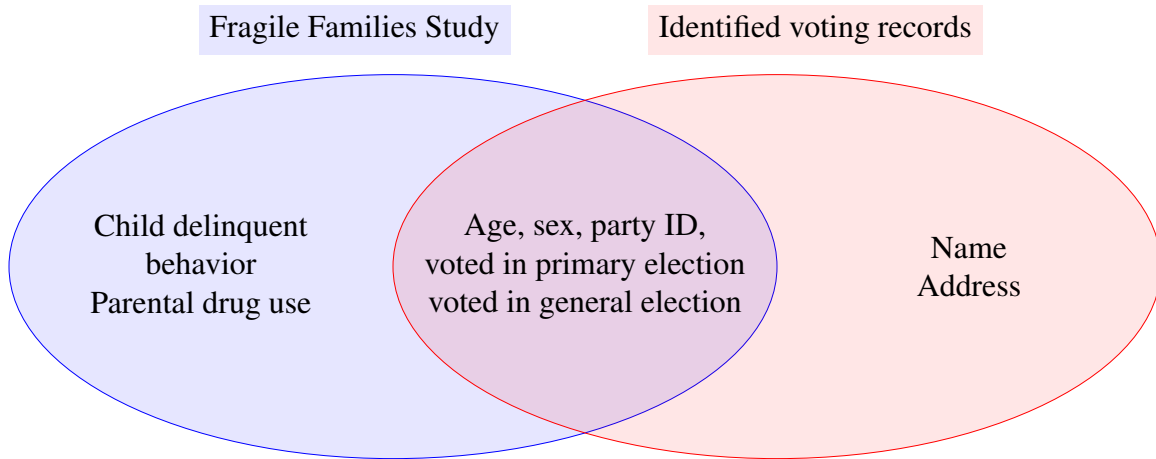 Fragile Families Study
Identified voting records
Child delinquent
behavior
Parental drug use
Age, sex, party ID,
voted in primary election
voted in general election
Name
Address